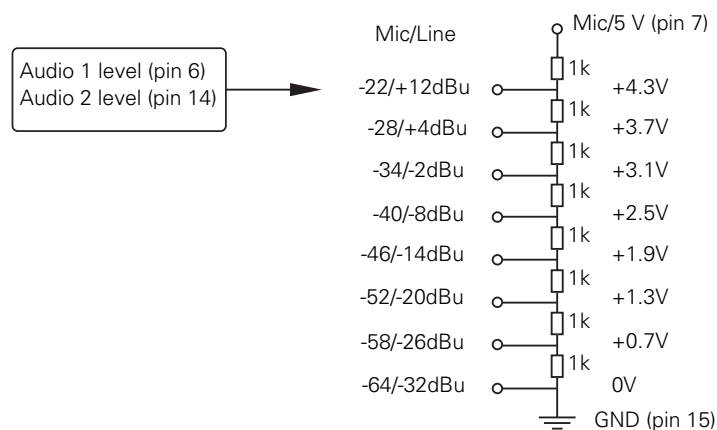 Mic/Line
Mic/5 V (pin 7)
Audio 1 level (pin 6)
Audio 2 level (pin 14)
1k
-22/+12dBu
+4.3V
1k
-28/+4dBu
+3.7V
1k
-34/-2dBu
+3.1V
1k
-40/-8dBu
+2.5V
1k
-46/-14dBu
+1.9V
1k
-52/-20dBu
+1.3V
1k
-58/-26dBu
+0.7V
1k
-64/-32dBu
0V
GND (pin 15)